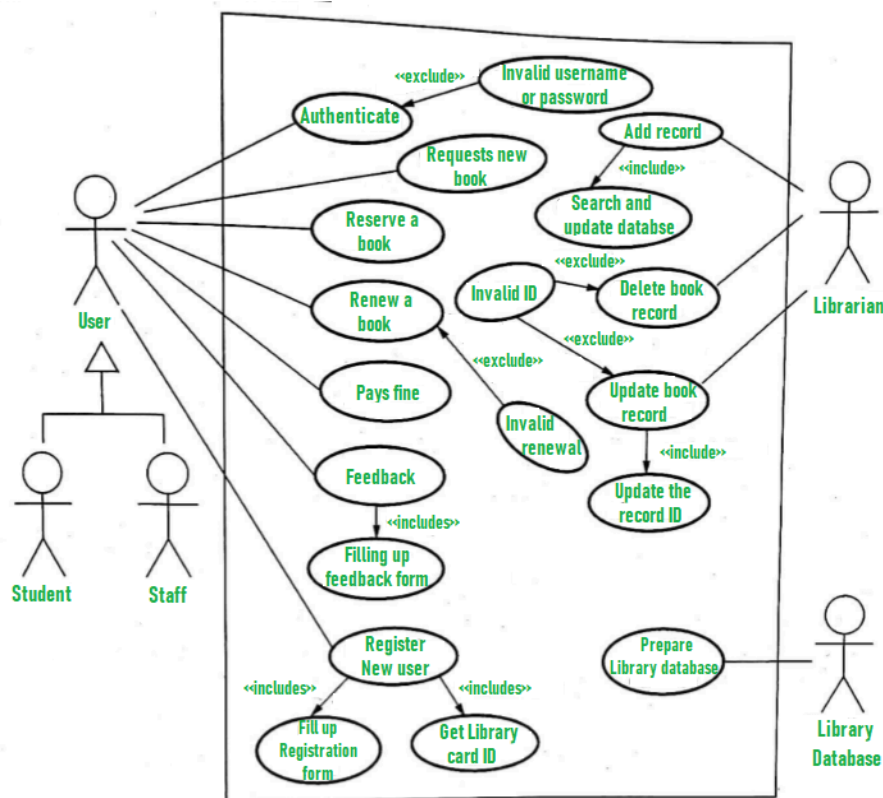 Invalid username
or password
«exclude»
Authenticate
Add record
Requests new
book
«include»
Search and
update databse
Reserve a
book
«exclude»
Invalid ID
Delete book
record
Librarian
User
Renew a
book
«exclude»
«exclude»
Pays fine
Update book
record
Invalid
renewal
«include»
Feedback
Update the
record ID
«includes»
Filling up
feedback form
Student
Staff
Register
New user
Prepare
Library database
«includes»
«includes»
Fill up
Registration
form
Get Library
card ID
Library
Database